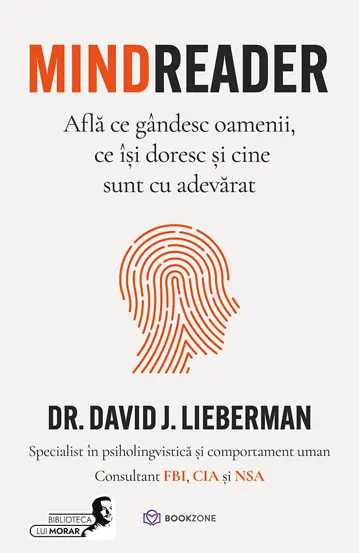 MINDREADER
Află ce gândesc oamenii,
ce își doresc și cine
sunt cu adevărat
DR. DAVID J. LIEBERMAN
Specialist în psiholingvistică și comportament uman
Consultant FBI, CIA și NSA
BIBLIOTECA
LUI MORAR
BOOKZONE